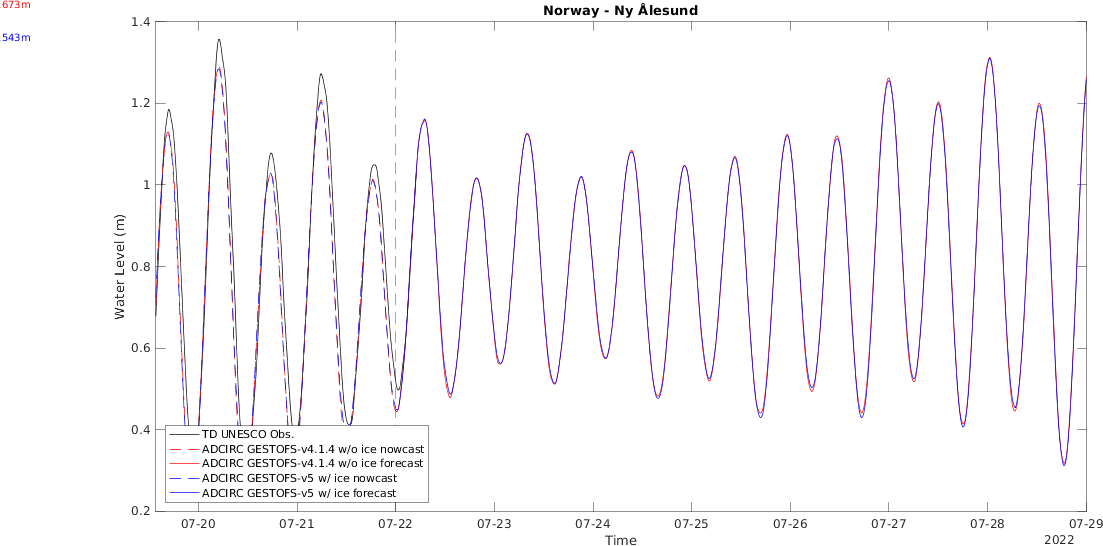 Norway - Ny Ålesund
673m
543m
1.4
1.2
1
0.8
0.6
0.4
0.2
Water Level (m)
TD UNESCO Obs.
ADCIRC GESTOFS-v4.1.4 w/o ice nowcast
ADCIRC GESTOFS-v4.1.4 w/o ice forecast
ADCIRC GESTOFS-v5 w/ ice nowcast
ADCIRC GESTOFS-v5 w/ ice forecast
07-20 07-21 07-22 07-23 07-24 07-25 07-26 07-27 07-28 07-29
Time
2022